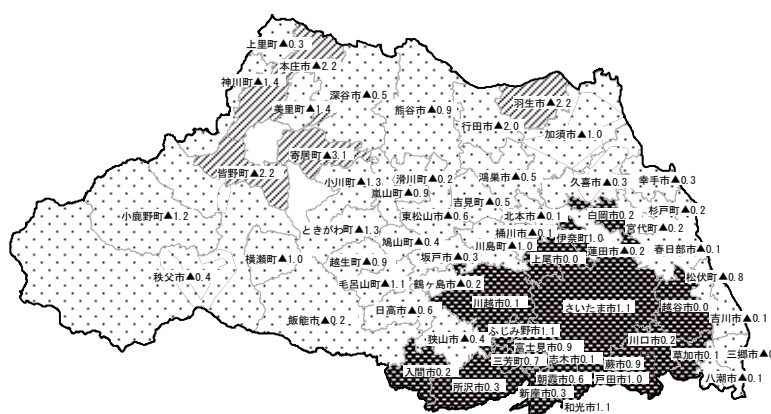 上里町▲0.3
本庄市▲2.2
神川町▲1.4
美里町▲1.4
深谷市▲0.5
熊谷市▲0.9
羽生市▲2.2
行田市▲2.0
加須市▲1.0
寄居町▲3.1
皆野町▲2.2
小川町▲1.3
滑川町▲0.2
嵐山町▲0.9
鴻巣市▲0.5
久喜市▲0.3
幸手市▲0.3
吉見町▲0.5
小鹿野町▲1.2
東松山市▲0.6
北本市▲0.1
白岡市0.2
杉戸町▲0.2
宮代町▲0.2
ときがわ町▲1.3
桶川市▲0.1
伊奈町1.0
川島町▲1.0
鳩山町▲0.4
蓮田市▲0.2
春日部市▲0.1
横瀬町▲1.0
越生町▲0.9
坂戸市▲0.3
上尾市0.0
秩父市▲0.4
毛呂山町▲1.1
鶴ヶ島市▲0.2
松伏町▲0.8
川越市0.1
さいたま市1.1
越谷市0.0
日高市▲0.6
飯能市▲0.2
吉川市▲0.1
ふじみ野市1.1
狭山市▲0.4
富士見市0.9
川口市0.2
三芳町0.7
志木市0.1
草加市0.1
三郷市▲
入間市0.2
蕨市0.9
所沢市0.3
朝霞市0.6
戸田市1.0
八潮市▲0.1
新座市0.3
和光市1.1